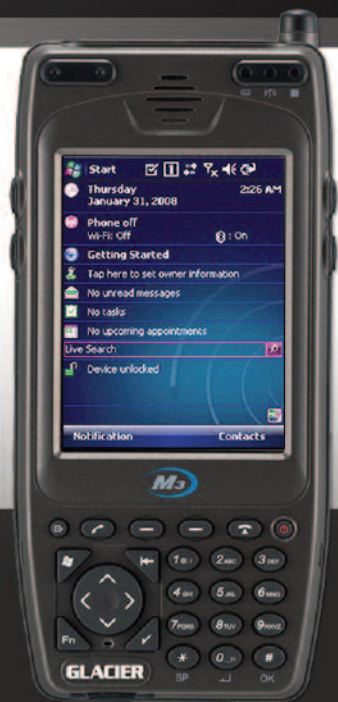 Start
Thursday 2:26 AM
January 31, 2008
Phone off
Wi-Fi: Off : On
Getting Started
Tap here to set owner information
No unread messages
No tasks
No upcoming appointments
Live Search
Device unlocked
Notification Contacts
M3
1 2ABC 3DEF
4GHI 5JKL 6MNO
Fn 7PQRS 8TUV 9WXYZ
* 0 #
GLACIER SP OK